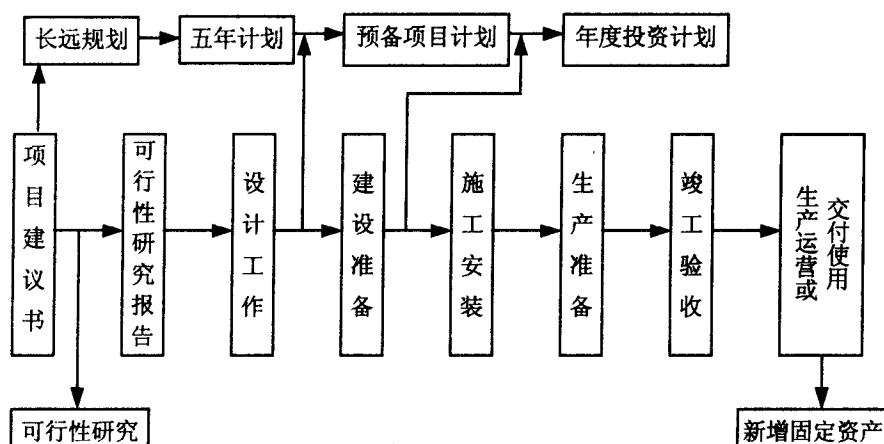 长远规划
五年计划
预备项目计划
年度投资计划
项目建议书
可行性研究报告
设计工作
建设准备
施工安装
生产准备
竣工验收
交付使用
生产运营或
可行性研究
新增固定资产